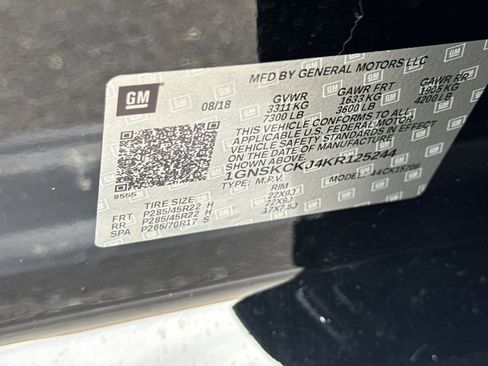 MFD BY GENERAL MOTORS LLC
GM
08/18 GVWR GAWR FRT GAWR RR
3311 KG 1633 KG 1905 KG
7300 LB 3600 LB 4200 LB
THIS VEHICLE CONFORMS TO ALL
APPLICABLE U.S. FEDERAL MOTOR
VEHICLE SAFETY STANDARDS IN EFFECT
ON THE DATE OF MANUFACTURE
SHOWN ABOVE.
1GNSKCKJ4KR125244
TYPE: M.P.V. MODEL:
8555
TIRE SIZE RIM
FRT P285/45R22 H 22X9J
RR P285/45R22 H 22X9J
SPA P265/70R17 S 17X7.5J